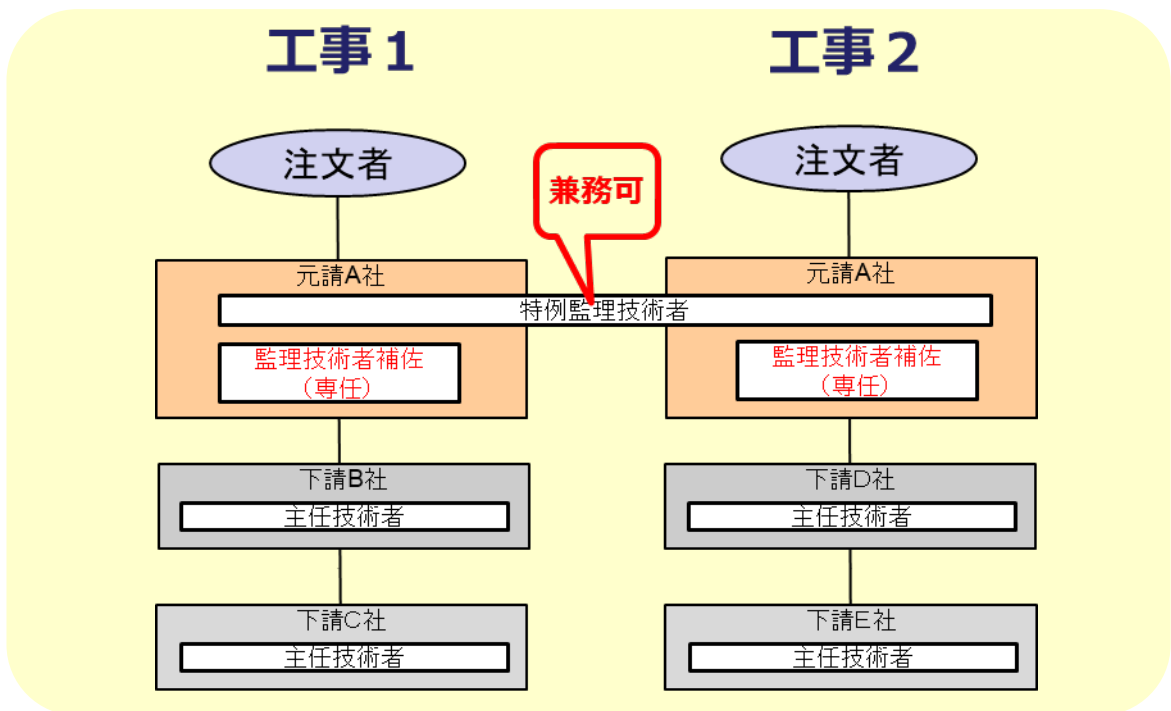 工事1
工事2
注文者
注文者
兼務可
元請A社
元請A社
特例監理技術者
監理技術者補佐
（専任）
監理技術者補佐
（専任）
下請B社
主任技術者
下請D社
主任技術者
下請C社
主任技術者
下請E社
主任技術者